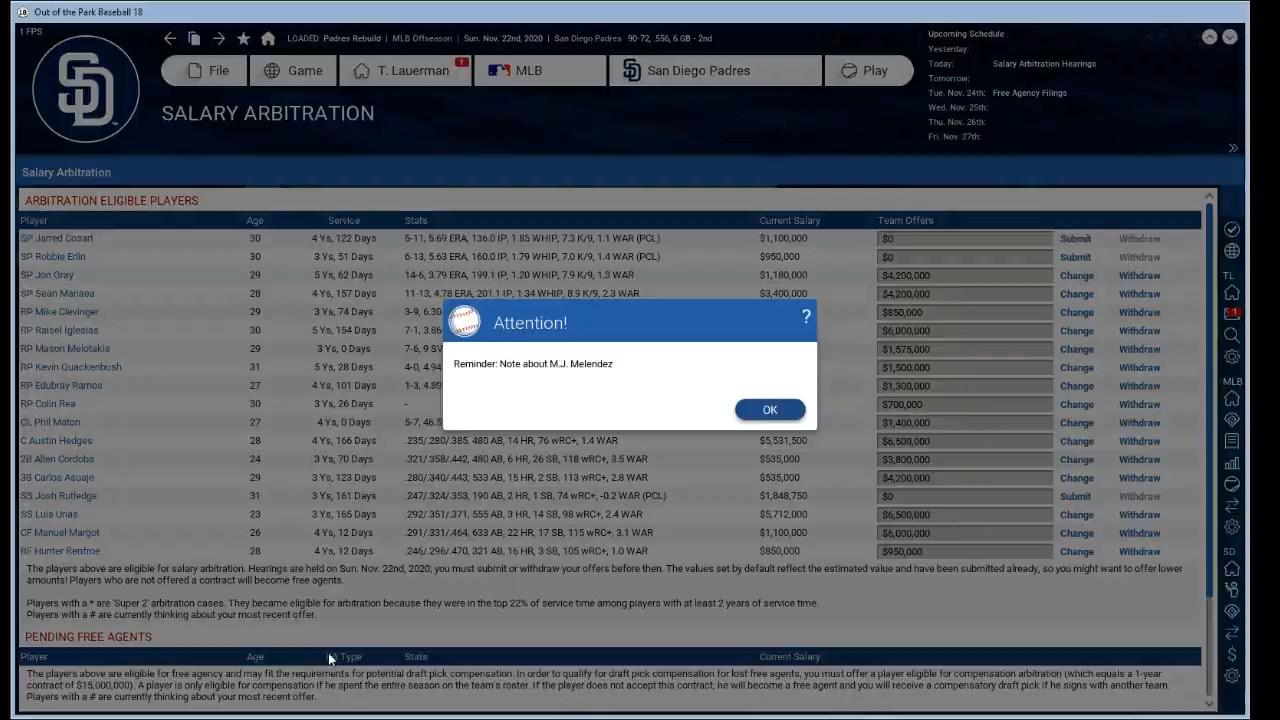 Out of the Park Baseball 18
1 FPS
LOADED: Padres Rebuild | MLB Offseason | Sun. Nov. 22nd, 2020 | San Diego Padres 90-72, .556, 6 GB - 2nd
File Game T. Lauerman MLB San Diego Padres Play
SALARY ARBITRATION
Upcoming Schedule
Yesterday:
Today: Salary Arbitration Hearings
Tomorrow:
Tue. Nov. 24th: Free Agency Filings
Wed. Nov. 25th:
Thu. Nov. 26th:
Fri. Nov. 27th:
Salary Arbitration
ARBITRATION ELIGIBLE PLAYERS
Player Age Service Stats Current Salary Team Offers
SP Jarred Cosart 30 4 Ys, 122 Days 5-11, 5.69 ERA, 136.0 IP, 1.85 WHIP, 7.3 K/9, 1.1 WAR (PCL) $1,100,000 $0 Submit Withdraw
SP Robbie Erlin 30 3 Ys, 51 Days 6-13, 5.63 ERA, 160.0 IP, 1.79 WHIP, 7.0 K/9, 1.4 WAR (PCL) $950,000 $0 Submit Withdraw
SP Jon Gray 29 5 Ys, 62 Days 14-6, 3.79 ERA, 199.1 IP, 1.20 WHIP, 7.9 K/9, 1.3 WAR $1,180,000 $4,200,000 Change Withdraw
SP Sean Manaea 28 4 Ys, 157 Days 11-13, 4.78 ERA, 201.1 IP, 1.34 WHIP, 8.9 K/9, 2.3 WAR $3,400,000 $4,200,000 Change Withdraw
RP Mike Clevinger 29 3 Ys, 74 Days 3-9, 6.30 $850,000 Change Withdraw
RP Raisel Iglesias 30 5 Ys, 154 Days 7-1, 3.86 $6,000,000 Change Withdraw
RP Mason Melotakis 29 3 Ys, 0 Days 7-6, 9 SV $1,575,000 Change Withdraw
RP Kevin Quackenbush 31 5 Ys, 28 Days 4-0, 4.94 $1,500,000 Change Withdraw
RP Edubray Ramos 27 4 Ys, 101 Days 1-3, 4.89 $1,300,000 Change Withdraw
RP Colin Rea 30 3 Ys, 26 Days - $700,000 Change Withdraw
CL Phil Maton 27 4 Ys, 0 Days 5-7, 46 S $1,400,000 Change Withdraw
C Austin Hedges 28 4 Ys, 166 Days .235/.280/.385, 480 AB, 14 HR, 76 wRC+, 1.4 WAR $5,531,500 $6,500,000 Change Withdraw
2B Allen Cordoba 24 3 Ys, 70 Days .321/.358/.442, 480 AB, 6 HR, 26 SB, 118 wRC+, 3.5 WAR $535,000 $3,800,000 Change Withdraw
3B Carlos Asuaje 29 3 Ys, 123 Days .280/.340/.443, 533 AB, 15 HR, 2 SB, 113 wRC+, 2.8 WAR $535,000 $4,200,000 Change Withdraw
SS Josh Rutledge 31 3 Ys, 161 Days .247/.324/.353, 190 AB, 2 HR, 1 SB, 74 wRC+, -0.2 WAR (PCL) $1,848,750 $0 Submit Withdraw
SS Luis Urias 23 3 Ys, 165 Days .292/.351/.371, 555 AB, 3 HR, 14 SB, 98 wRC+, 2.4 WAR $5,712,000 $6,500,000 Change Withdraw
CF Manuel Margot 26 4 Ys, 12 Days .291/.331/.464, 633 AB, 22 HR, 17 SB, 115 wRC+, 3.1 WAR $1,100,000 $6,000,000 Change Withdraw
RF Hunter Renfroe 28 4 Ys, 12 Days .246/.296/.470, 321 AB, 16 HR, 3 SB, 105 wRC+, 1.0 WAR $850,000 $950,000 Change Withdraw
Attention!
?
Reminder: Note about M.J. Melendez
OK
The players above are eligible for salary arbitration. Hearings are held on Sun. Nov. 22nd, 2020; you must submit or withdraw your offers before then. The values set by default reflect the estimated value and have been submitted already, so you might want to offer lower
amounts! Players who are not offered a contract will become free agents.
Players with a * are 'Super 2' arbitration cases. They became eligible for arbitration because they were in the top 22% of service time among players with at least 2 years of service time.
Players with a # are currently thinking about your most recent offer.
PENDING FREE AGENTS
Player Age Type Stats Current Salary
The players above are eligible for free agency and may fit the requirements for potential draft pick compensation. In order to qualify for draft pick compensation for lost free agents, you must offer a player eligible for compensation arbitration (which equals a 1-year
contract of $15,000,000). A player is only eligible for compensation if he spent the entire season on the team's roster. If the player does not accept this contract, he will become a free agent and you will receive a compensatory draft pick if he signs with another team.
Players with a # are currently thinking about your most recent offer.
TL
1
MLB
SD